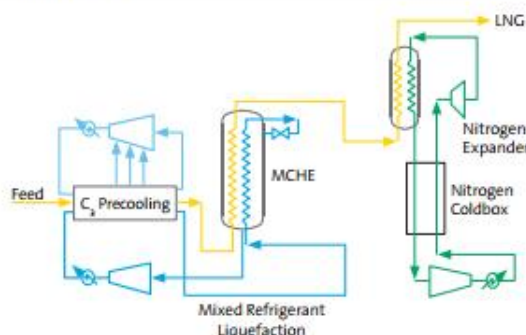 LNG
Nitrogen
Expander
MCHE
Nitrogen
Coldbox
Feed
C₃ Precooling
Mixed Refrigerant
Liquefaction